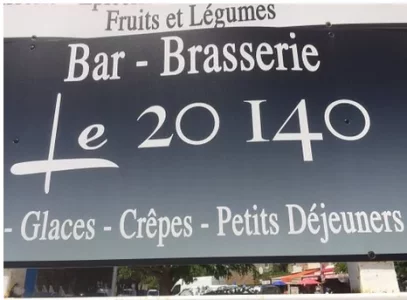 Fruits et Légumes
Bar - Brasserie
Le 20 140
- Glaces - Crêpes - Petits Déjeuners